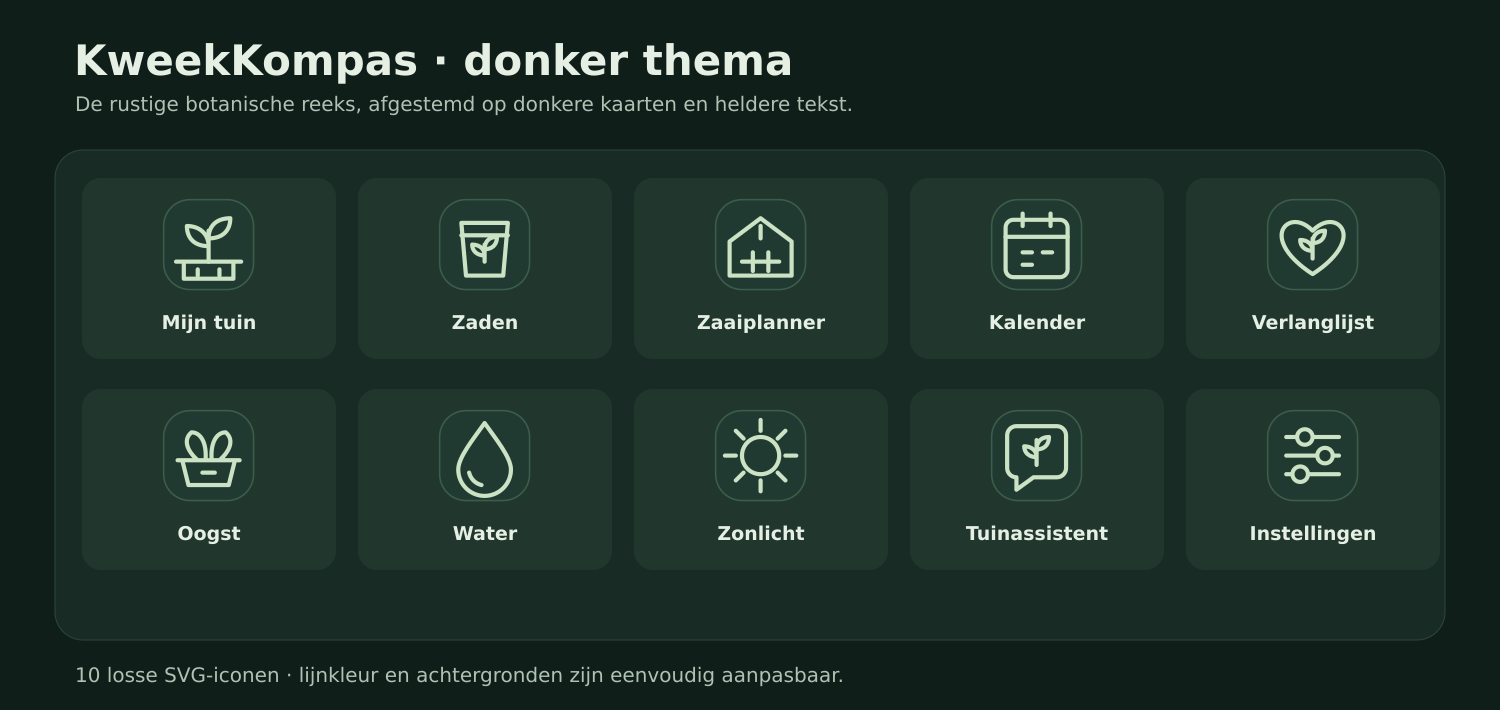 KweekKompas · donker thema
De rustige botanische reeks, afgestemd op donkere kaarten en heldere tekst.
Mijn tuin
Zaden
Zaaiplanner
Kalender
Verlanglijst
Oogst
Water
Zonlicht
Tuinassistent
Instellingen
10 losse SVG-iconen · lijnkleur en achtergronden zijn eenvoudig aanpasbaar.